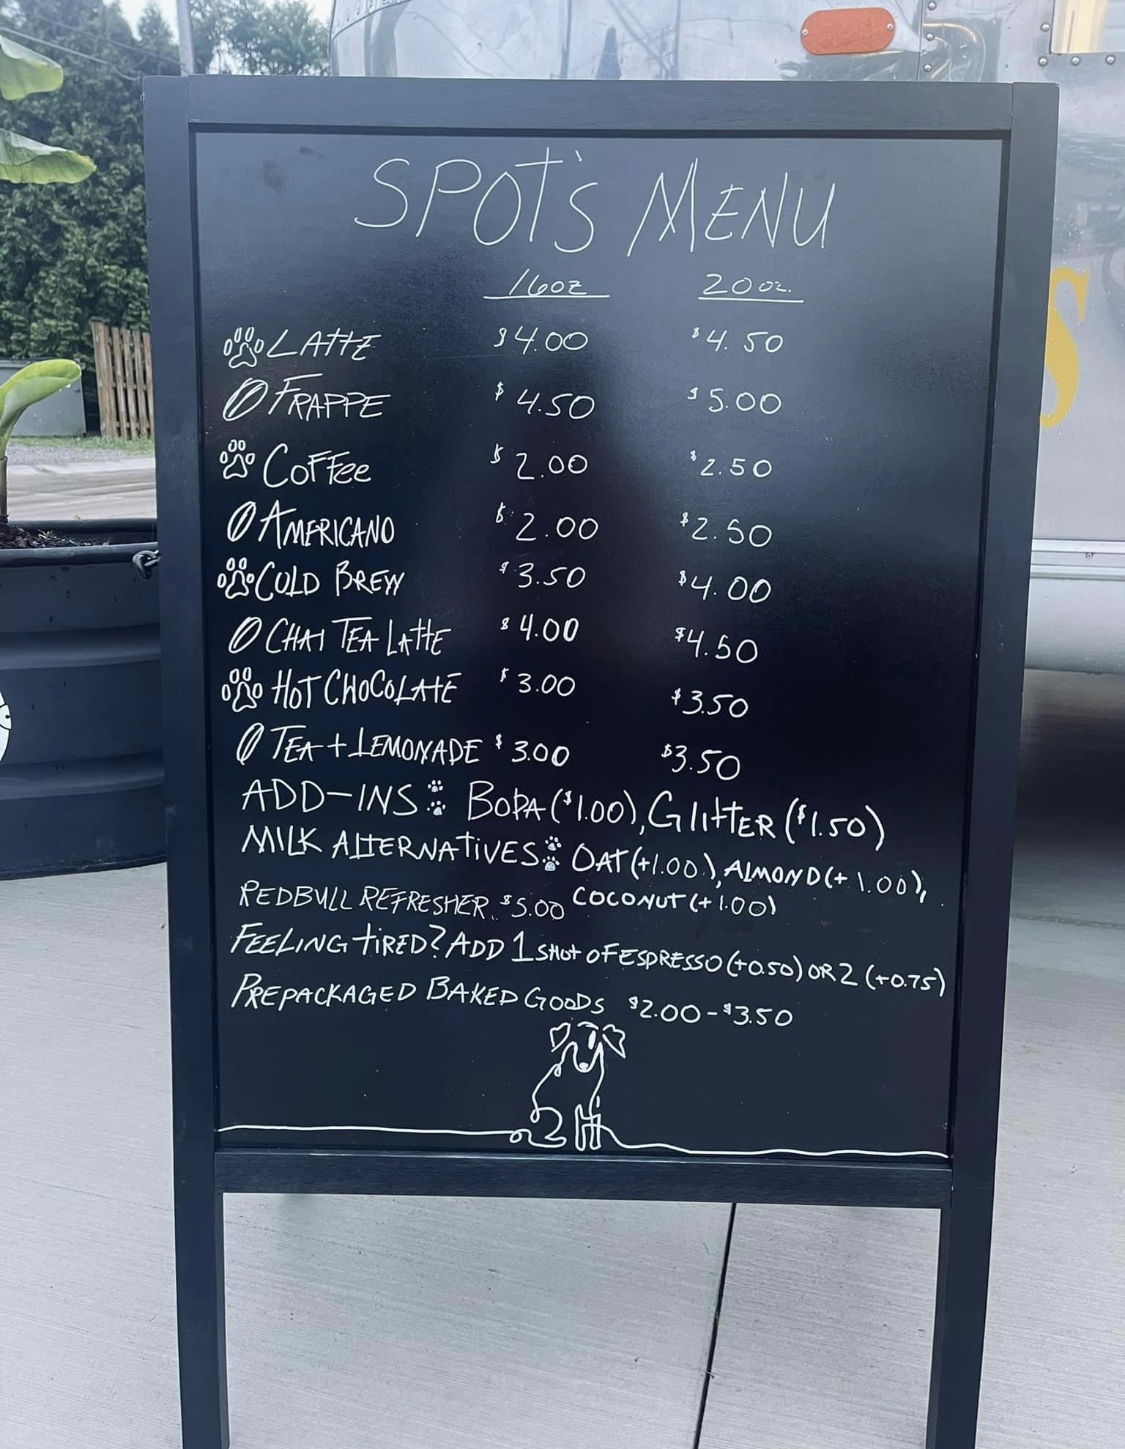 SPOT'S MENU
16oz 20 oz.
LATTE $4.00 $4.50
FRAPPE $4.50 $5.00
COFFee $2.00 $2.50
AMERICANO $2.00 $2.50
COLD BREW $3.50 $4.00
CHAI TEA LATTE $4.00 $4.50
HOT CHOCOLATE $3.00 $3.50
TEA + LEMONADE $3.00 $3.50
ADD-INS: BOBA ($1.00), GLITTER ($1.50)
MILK ALTERNATIVES: OAT (+1.00), ALMOND (+1.00),
COCONUT (+1.00)
REDBULL REFRESHER $5.00
FEELING TIRED? ADD 1 SHOT OF ESPRESSO (+0.50) OR 2 (+0.75)
PREPACKAGED BAKED GOODS $2.00-$3.50
S